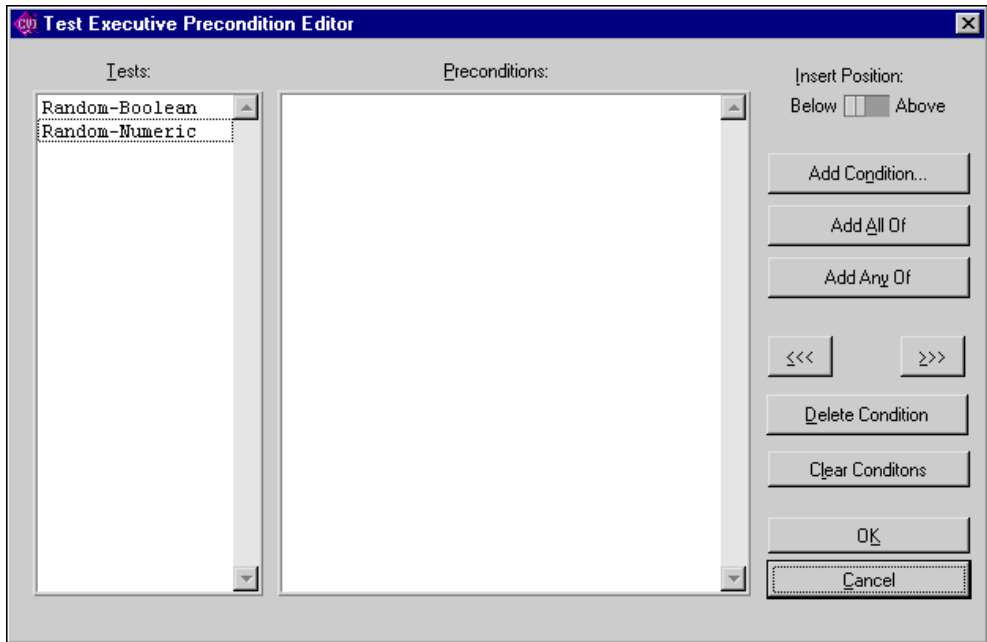 CVI Test Executive Precondition Editor
Tests:
Preconditions:
Insert Position:
Below Above
Random-Boolean
Random-Numeric
Add Condition...
Add All Of
Add Any Of
<<<
>>>
Delete Condition
Clear Conditons
OK
Cancel